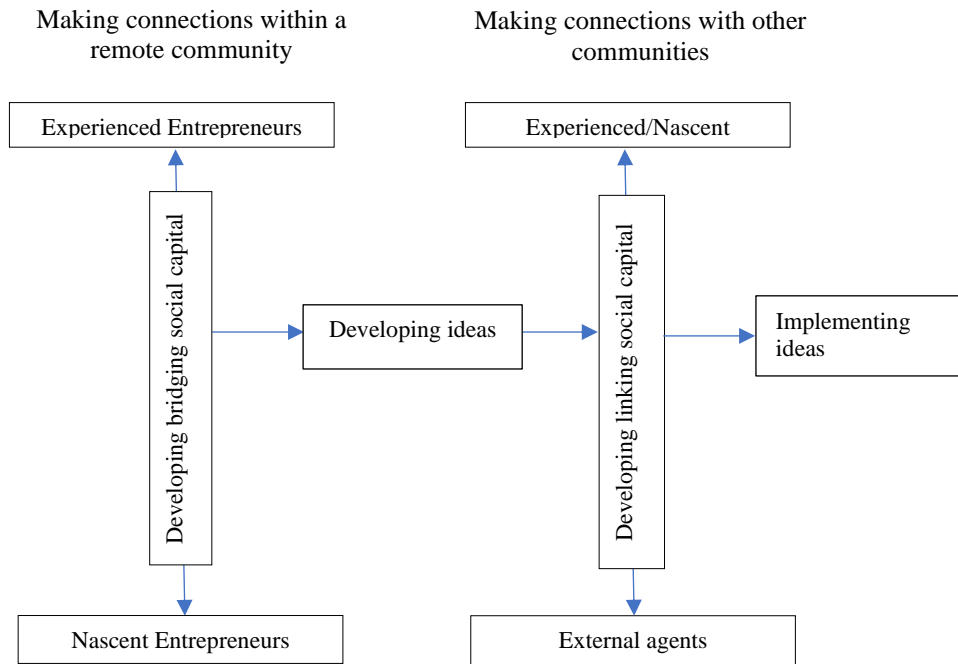 Making connections within a
remote community
Making connections with other
communities
Experienced Entrepreneurs
Experienced/Nascent
Developing bridging social capital
Developing ideas
Developing linking social capital
Implementing
ideas
Nascent Entrepreneurs
External agents